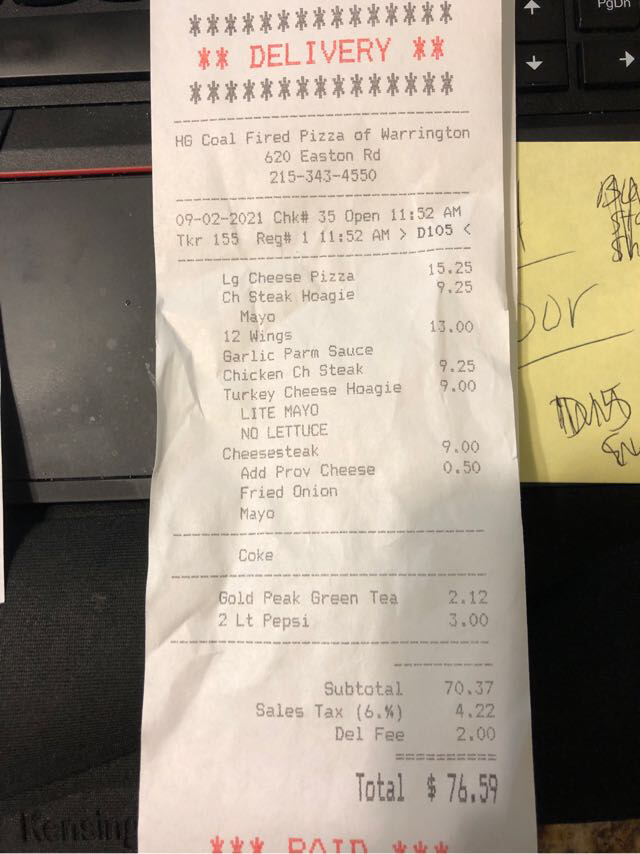 PgDn
***************
** DELIVERY **
***************
HG Coal Fired Pizza of Warrington
620 Easton Rd
215-343-4550
09-02-2021 Chk# 35 Open 11:52 AM
Tkr 155 Reg# 1 11:52 AM > D105 <
Lg Cheese Pizza 15.25
Ch Steak Hoagie 9.25
Mayo
12 Wings 13.00
Garlic Parm Sauce
Chicken Ch Steak 9.25
Turkey Cheese Hoagie 9.00
LITE MAYO
NO LETTUCE
Cheesesteak 9.00
Add Prov Cheese 0.50
Fried Onion
Mayo
Coke
Gold Peak Green Tea 2.12
2 Lt Pepsi 3.00
Subtotal 70.37
Sales Tax (6.%) 4.22
Del Fee 2.00
Total $ 76.59
*** PAID ***
Kensing